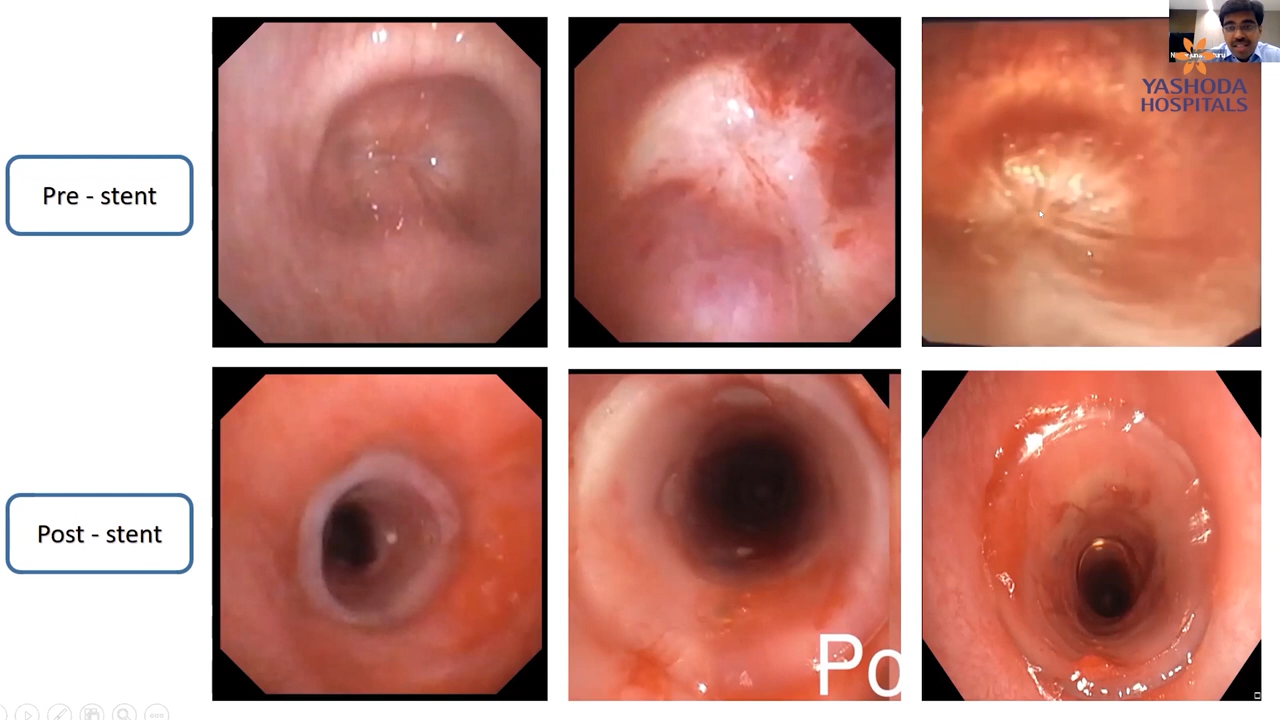 Pre - stent
YASHODA
HOSPITALS
Post - stent
Po